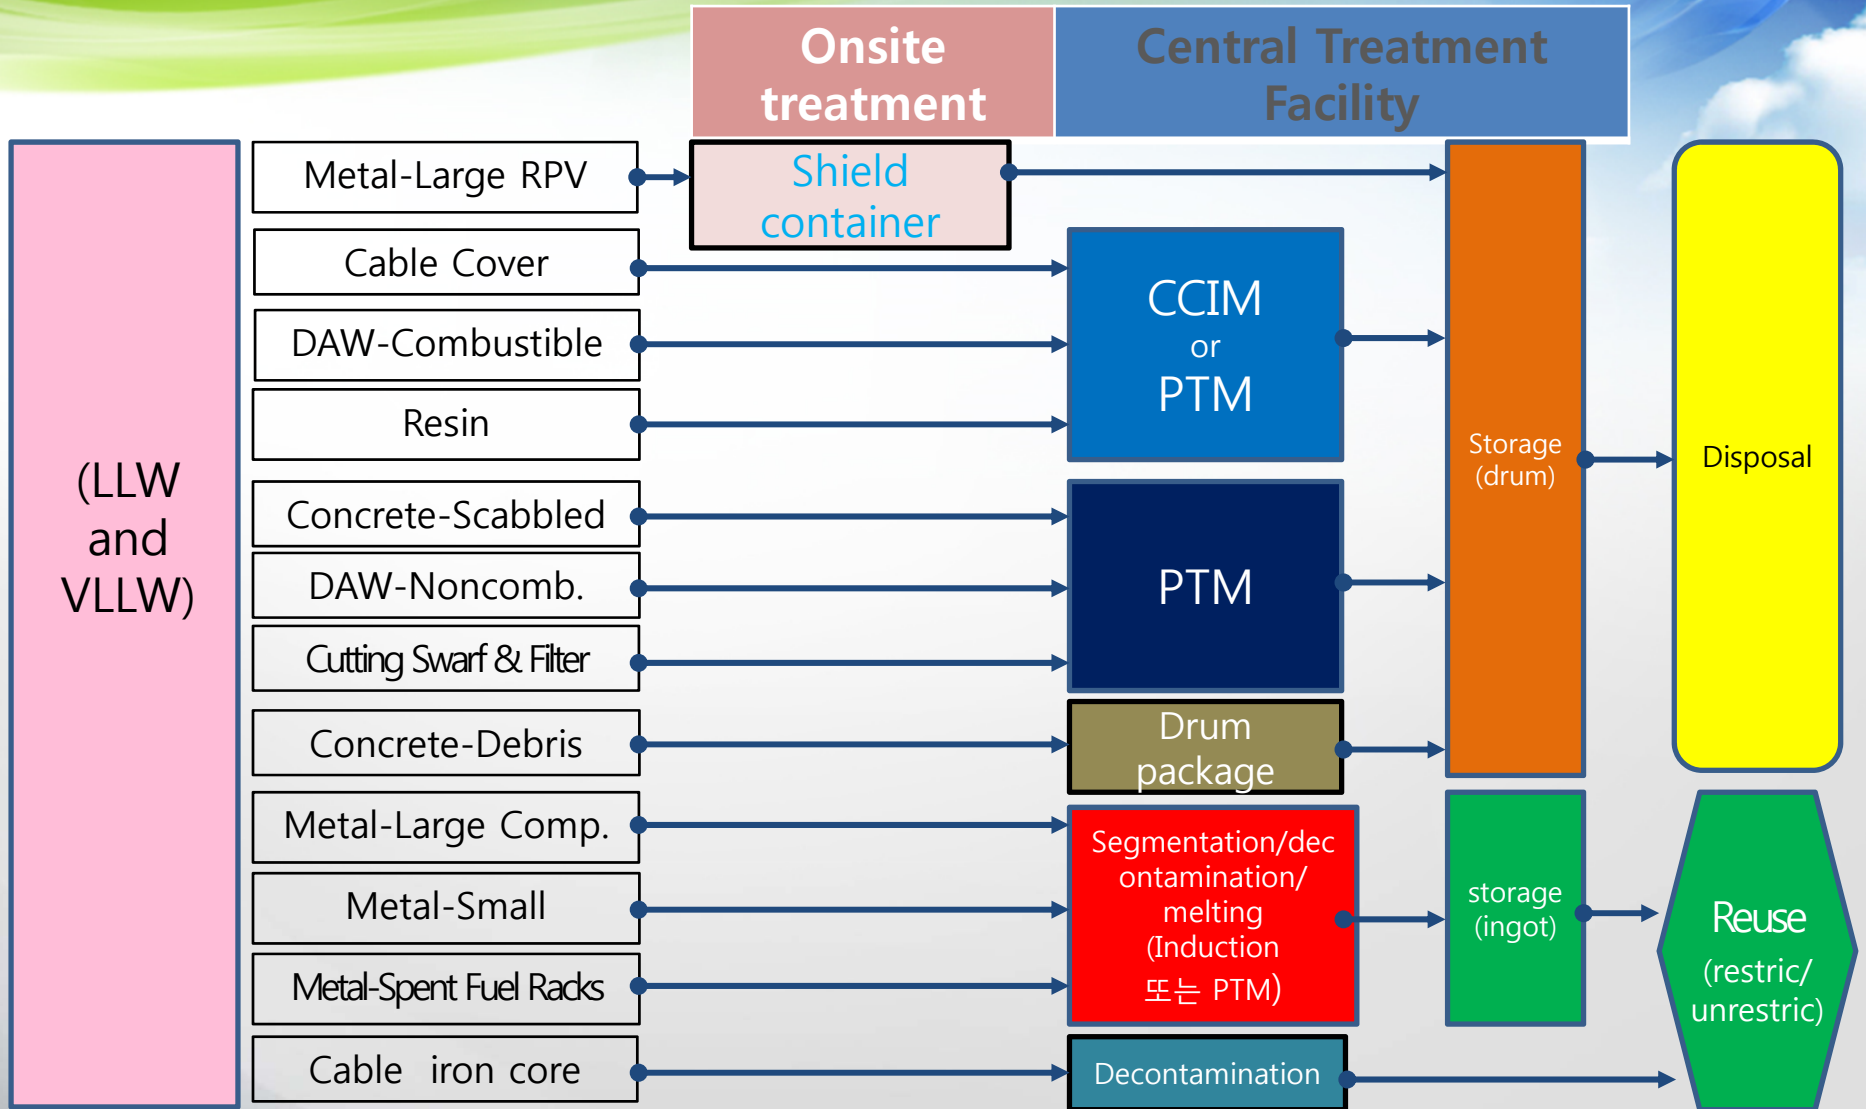 Onsite
treatment
Central Treatment
Facility
(LLW
and
VLLW)
Metal-Large RPV
Shield
container
Cable Cover
DAW-Combustible
Resin
CCIM
or
PTM
Concrete-Scabbled
DAW-Noncomb.
Cutting Swarf & Filter
PTM
Concrete-Debris
Drum
package
Storage
(drum)
Disposal
Metal-Large Comp.
Metal-Small
Metal-Spent Fuel Racks
Segmentation/dec
ontamination/
melting
(Induction
또는 PTM)
storage
(ingot)
Reuse
(restric/
unrestric)
Cable iron core
Decontamination